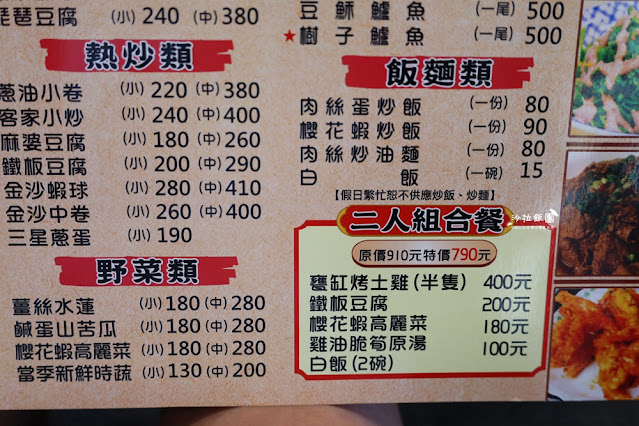 琵琶豆腐 (小) 240 (中) 380
熱炒類
蔥油小卷 (小) 220 (中) 380
客家小炒 (小) 240 (中) 400
麻婆豆腐 (小) 180 (中) 260
鐵板豆腐 (小) 200 (中) 290
金沙蝦球 (小) 280 (中) 410
金沙中卷 (小) 260 (中) 400
三星蔥蛋 (小) 190
野菜類
薑絲水蓮 (小) 180 (中) 280
鹹蛋山苦瓜 (小) 180 (中) 280
櫻花蝦高麗菜 (小) 180 (中) 280
當季新鮮時蔬 (小) 130 (中) 200
豆酥鱸魚 (一尾) 500
★樹子鱸魚 (一尾) 500
飯麵類
肉絲蛋炒飯 (一份) 80
櫻花蝦炒飯 (一份) 90
肉絲炒油麵 (一份) 80
白飯 (一碗) 15
【假日繁忙恕不供應炒飯、炒麵】
二人組合餐
原價910元特價790元
甕缸烤土雞(半隻) 400元
鐵板豆腐 200元
櫻花蝦高麗菜 180元
雞油脆筍原湯 100元
白飯(2碗)